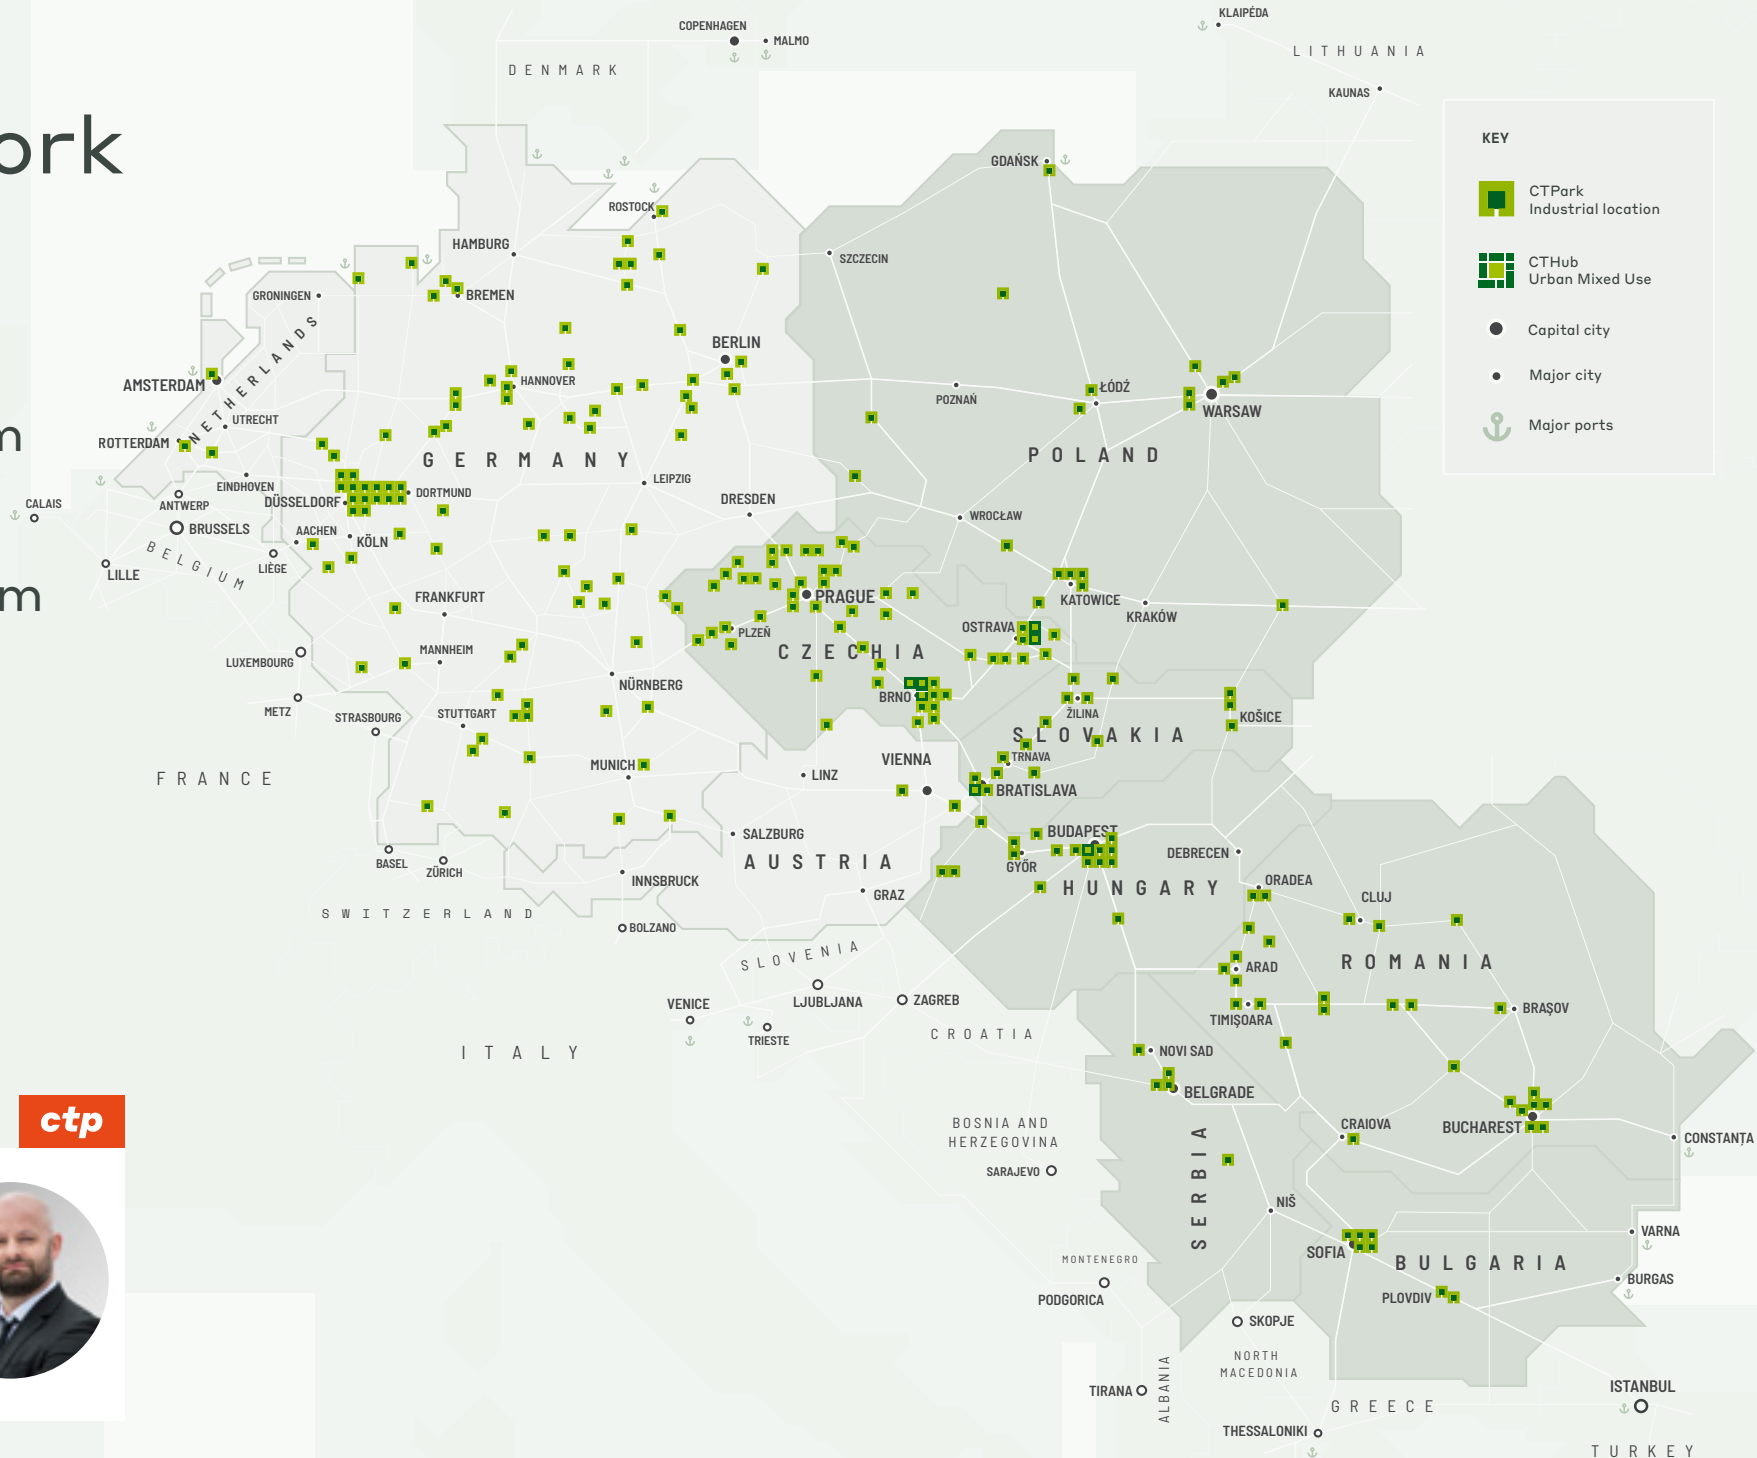 ork
m
m
ctp
KEY
CTPark
Industrial location
CTHub
Urban Mixed Use
Capital city
Major city
Major ports
COPENHAGEN
MALMO
DENMARK
KLAIPĖDA
LITHUANIA
KAUNAS
GDAŃSK
ROSTOCK
HAMBURG
SZCZECIN
GRONINGEN
BREMEN
BERLIN
NETHERLANDS
AMSTERDAM
HANNOVER
UTRECHT
ROTTERDAM
POZNAŃ
ŁÓDŹ
WARSAW
GERMANY
POLAND
EINDHOVEN
LEIPZIG
DORTMUND
DÜSSELDORF
DRESDEN
CALAIS
ANTWERP
BRUSSELS
AACHEN
KÖLN
WROCŁAW
BELGIUM
LIÈGE
LILLE
FRANKFURT
PRAGUE
KATOWICE
KRAKÓW
OSTRAVA
PLZEŇ
CZECHIA
LUXEMBOURG
MANNHEIM
NÜRNBERG
BRNO
METZ
STRASBOURG
STUTTGART
ŽILINA
KOŠICE
SLOVAKIA
FRANCE
MUNICH
LINZ
VIENNA
TRNAVA
BRATISLAVA
SALZBURG
BUDAPEST
DEBRECEN
BASEL
ZÜRICH
AUSTRIA
GYŐR
INNSBRUCK
GRAZ
HUNGARY
ORADEA
CLUJ
SWITZERLAND
BOLZANO
SLOVENIA
ARAD
ROMANIA
VENICE
LJUBLJANA
ZAGREB
TIMIȘOARA
BRAȘOV
TRIESTE
CROATIA
ITALY
NOVI SAD
BELGRADE
BOSNIA AND
HERZEGOVINA
CRAIOVA
BUCHAREST
CONSTANȚA
SARAJEVO
SERBIA
NIŠ
VARNA
MONTENEGRO
SOFIA
BULGARIA
BURGAS
PODGORICA
PLOVDIV
SKOPJE
NORTH
MACEDONIA
TIRANA
ALBANIA
ISTANBUL
GREECE
THESSALONIKI
TURKEY